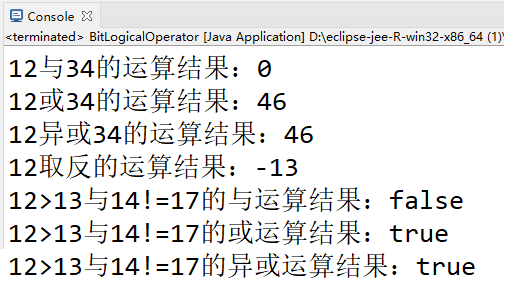 Console
<terminated> BitLogicalOperator [Java Application] D:\eclipse-jee-R-win32-x86_64 (1)\
12与34的运算结果：0
12或34的运算结果：46
12异或34的运算结果：46
12取反的运算结果：-13
12>13与14!=17的与运算结果：false
12>13与14!=17的或运算结果：true
12>13与14!=17的异或运算结果：true